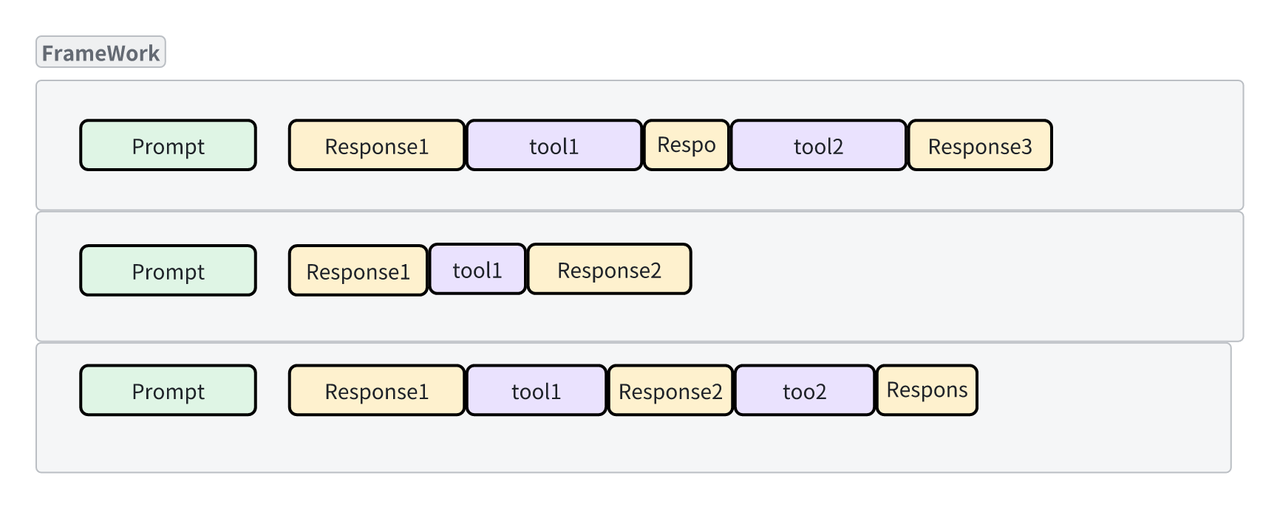 FrameWork
Prompt Response1 tool1 Respo tool2 Response3
Prompt Response1 tool1 Response2
Prompt Response1 tool1 Response2 too2 Respons